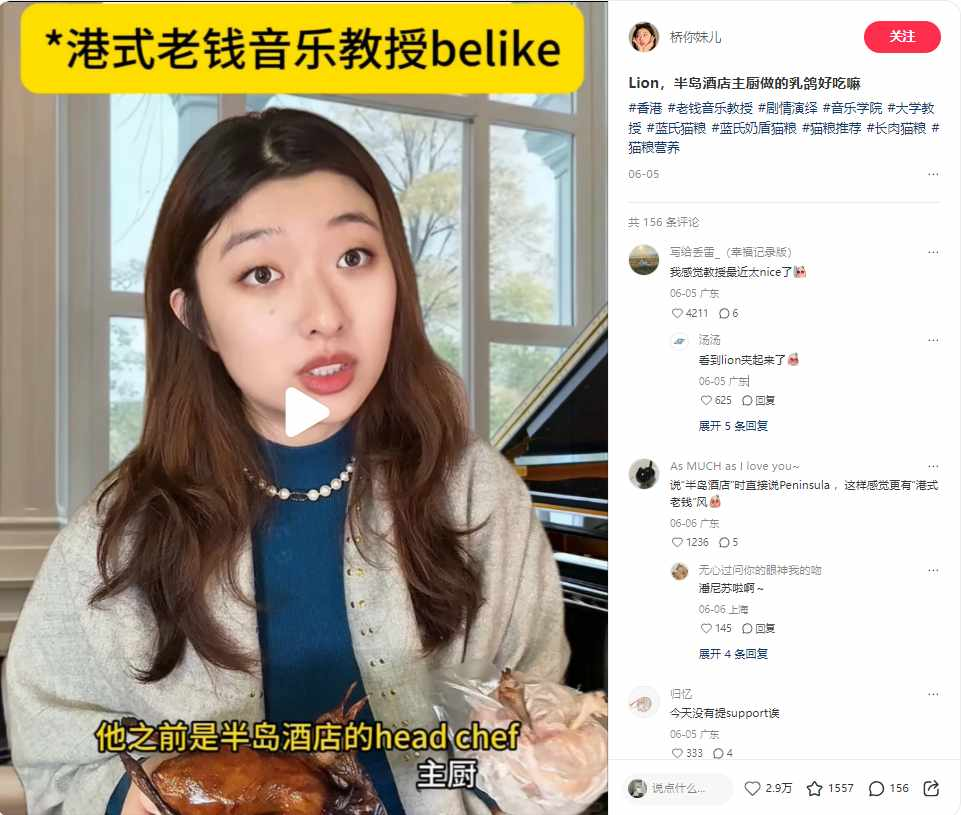 *港式老钱音乐教授belike
他之前是半岛酒店的head chef
主厨
桥你妹儿
关注
Lion，半岛酒店主厨做的乳鸽好吃嘛
#香港 #老钱音乐教授 #剧情演绎 #音乐学院 #大学教
授 #蓝氏猫粮 #蓝氏奶盾猫粮 #猫粮推荐 #长肉猫粮 #
猫粮营养
06-05
共 156 条评论
写给丢雷_（幸福记录版）
我感觉教授最近太nice了
06-05 广东
4211 6
汤汤
看到lion夹起来了
06-05 广东
625 回复
展开 5 条回复
As MUCH as I love you~
说“半岛酒店”时直接说Peninsula ，这样感觉更有“港式
老钱”风
06-06 广东
1236 5
无心过问你的眼神我的吻
潘尼苏啦啊~
06-06 上海
145 回复
展开 4 条回复
归忆
今天没有提support诶
06-05 广东
333 4
说点什么...
2.9万 1557 156